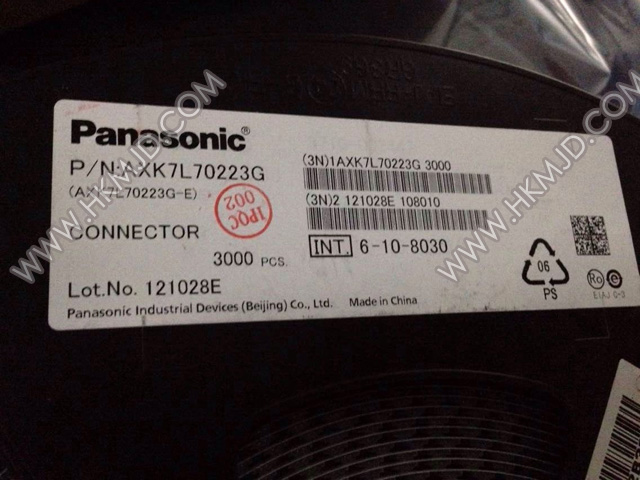 Panasonic®
P/N:AXK7L70223G
(AXK7L70223G-E)
IPQC
002
CONNECTOR
3000 PCS.
Lot.No. 121028E
Panasonic Industrial Devices (Beijing) Co., Ltd. Made in China
(3N)1AXK7L70223G 3000
(3N)2 121028E 108010
INT. 6-10-8030
06
PS
Ro e
EIAJ C-3
WWW.HKMJD.COM
WWW.HKMJD.COM
WWW.HKMJD.COM